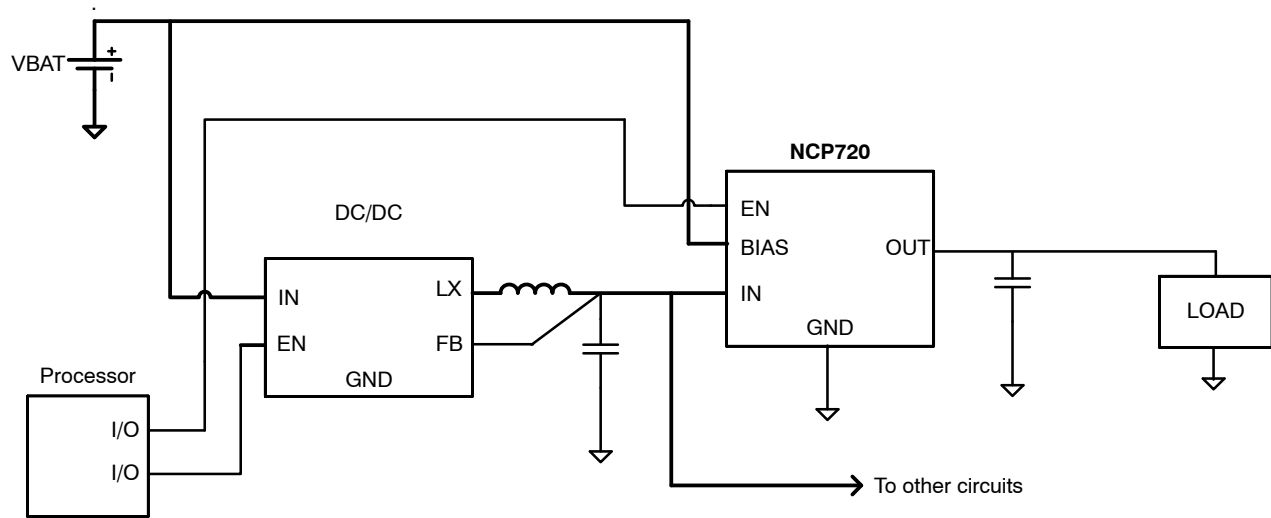 VBAT
+
−
NCP720
EN
BIAS
IN
OUT
GND
DC/DC
IN
EN
LX
FB
GND
Processor
I/O
I/O
LOAD
To other circuits